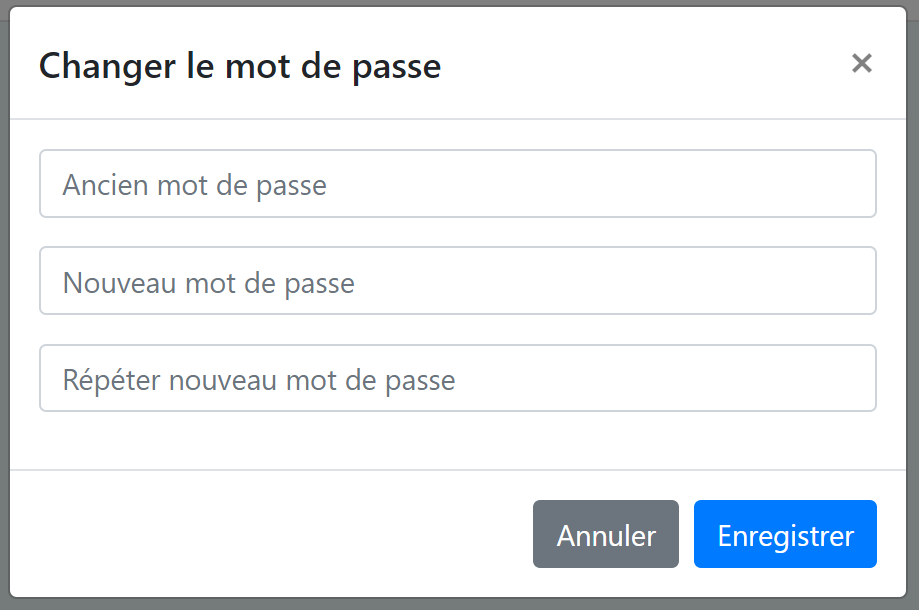 Changer le mot de passe
×
Ancien mot de passe
Nouveau mot de passe
Répéter nouveau mot de passe
Annuler
Enregistrer